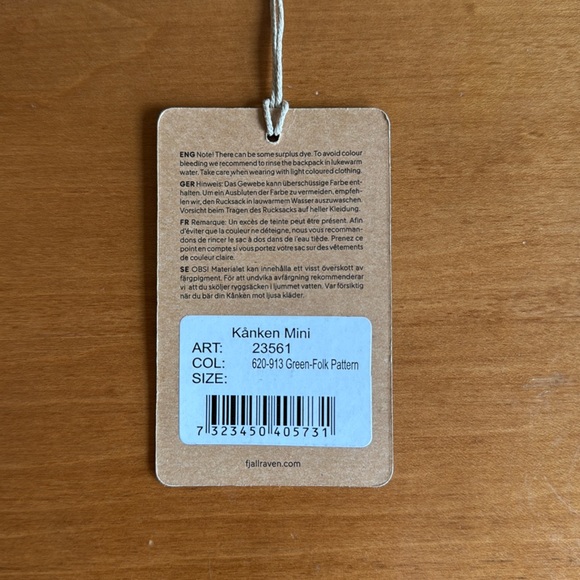 ENG Note! There can be some surplus dye. To avoid colour
bleeding we recommend to rinse the backpack in lukewarm
water. Take care when wearing with light coloured clothing.
GER Hinweis: Das Gewebe kann überschüssige Farbe ent-
halten. Um ein Ausbluten der Farbe zu vermeiden, empfeh-
len wir, den Rucksack in lauwarmem Wasser auszuwaschen.
Vorsicht beim Tragen des Rucksacks auf heller Kleidung.
FR Remarque: Un excès de teinte peut être présent. Afin
d'éviter que la couleur ne déteigne, nous vous recomman-
dons de rincer le sac à dos dans de l'eau tiède. Prenez ce
point en compte si vous portez votre sac sur des vêtements
de couleur claire.
SE OBS! Materialet kan innehålla ett visst överskott av
färgpigment. För att undvika avfärgning rekommenderar
vi att du sköljer ryggsäcken i ljummet vatten. Var försiktig
när du bär din Kånken mot ljusa kläder.
Kånken Mini
ART: 23561
COL: 620-913 Green-Folk Pattern
SIZE:
7 323450 405731
fjallraven.com